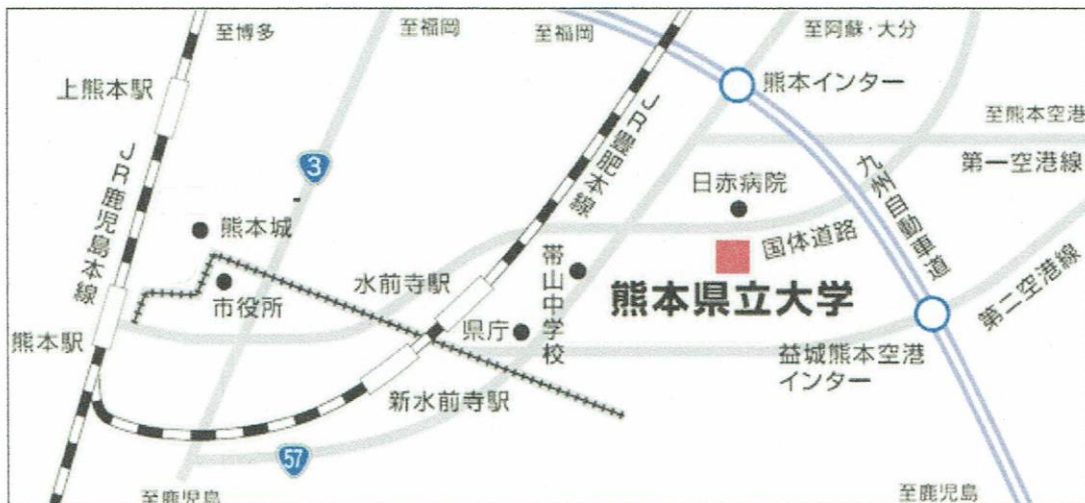 至博多
至福岡
至福岡
至阿蘇・大分
上熊本駅
熊本インター
至熊本空港
第一空港線
JR鹿児島本線
3
JR豊肥本線
日赤病院
九州自動車道
熊本城
国体道路
市役所
水前寺駅
帯山中学校
熊本県立大学
第二空港線
熊本駅
県庁
益城熊本空港
インター
新水前寺駅
57
至鹿児島
至鹿児島